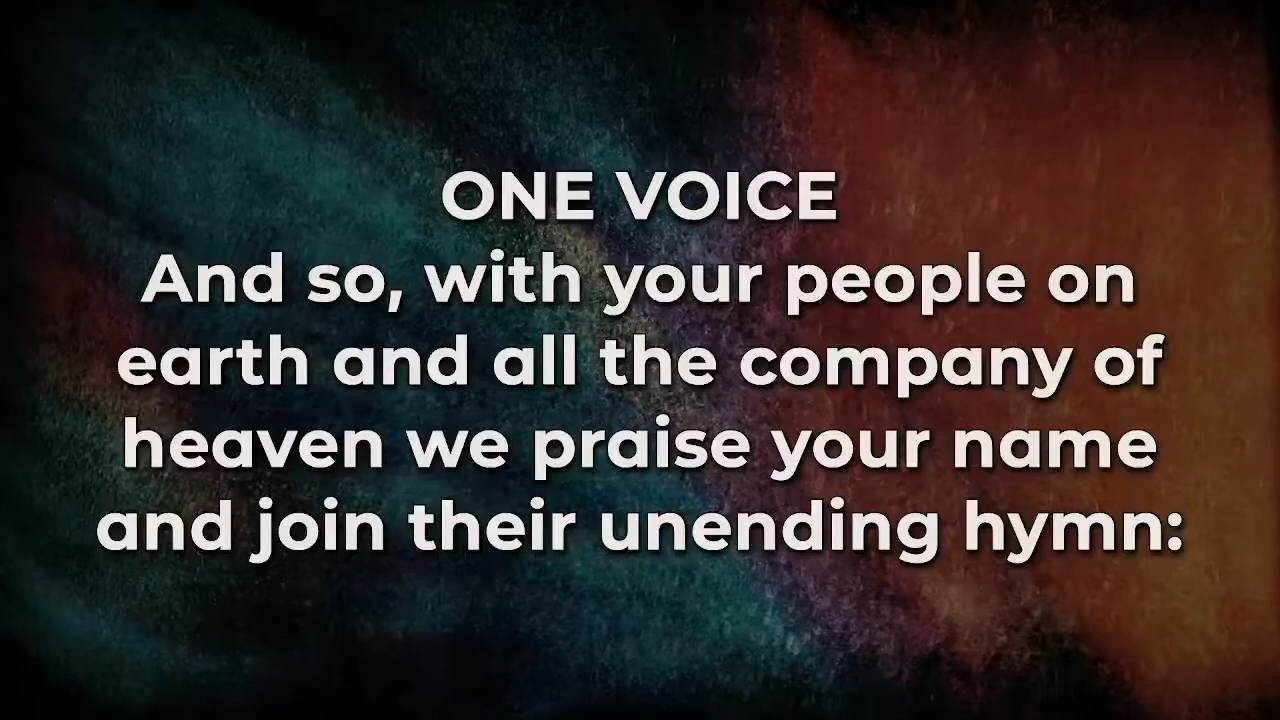 ONE VOICE
And so, with your people on
earth and all the company of
heaven we praise your name
and join their unending hymn: